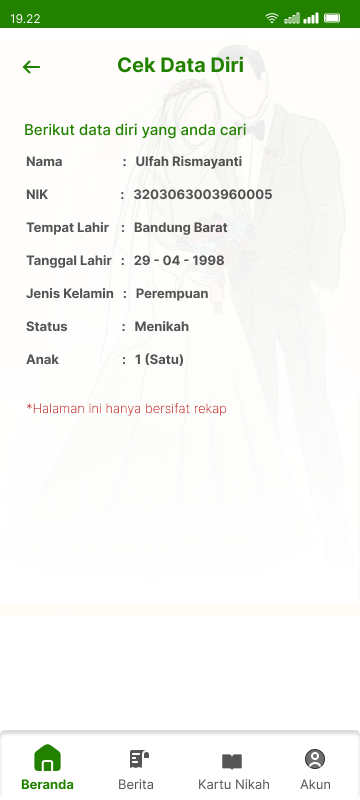 19.22
Cek Data Diri
Berikut data diri yang anda cari
Nama : Ulfah Rismayanti
NIK : 3203063003960005
Tempat Lahir : Bandung Barat
Tanggal Lahir : 29 - 04 - 1998
Jenis Kelamin : Perempuan
Status : Menikah
Anak : 1 (Satu)
*Halaman ini hanya bersifat rekap
Beranda Berita Kartu Nikah Akun